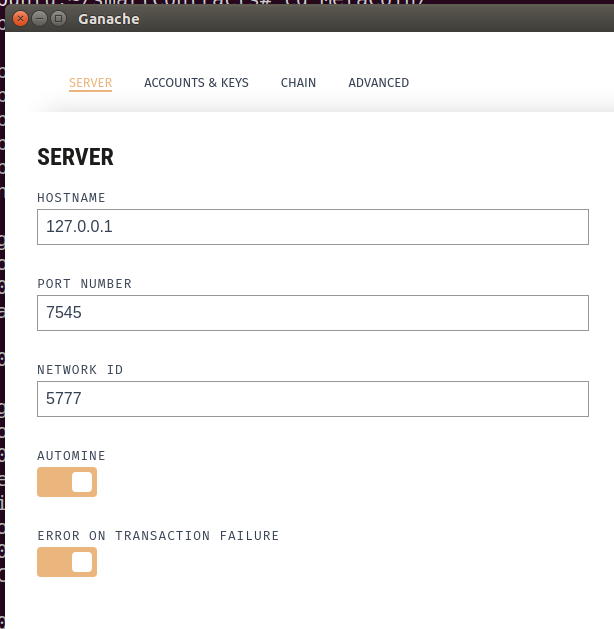 Ganache
SERVER ACCOUNTS & KEYS CHAIN ADVANCED
SERVER
HOSTNAME
127.0.0.1
PORT NUMBER
7545
NETWORK ID
5777
AUTOMINE
ERROR ON TRANSACTION FAILURE